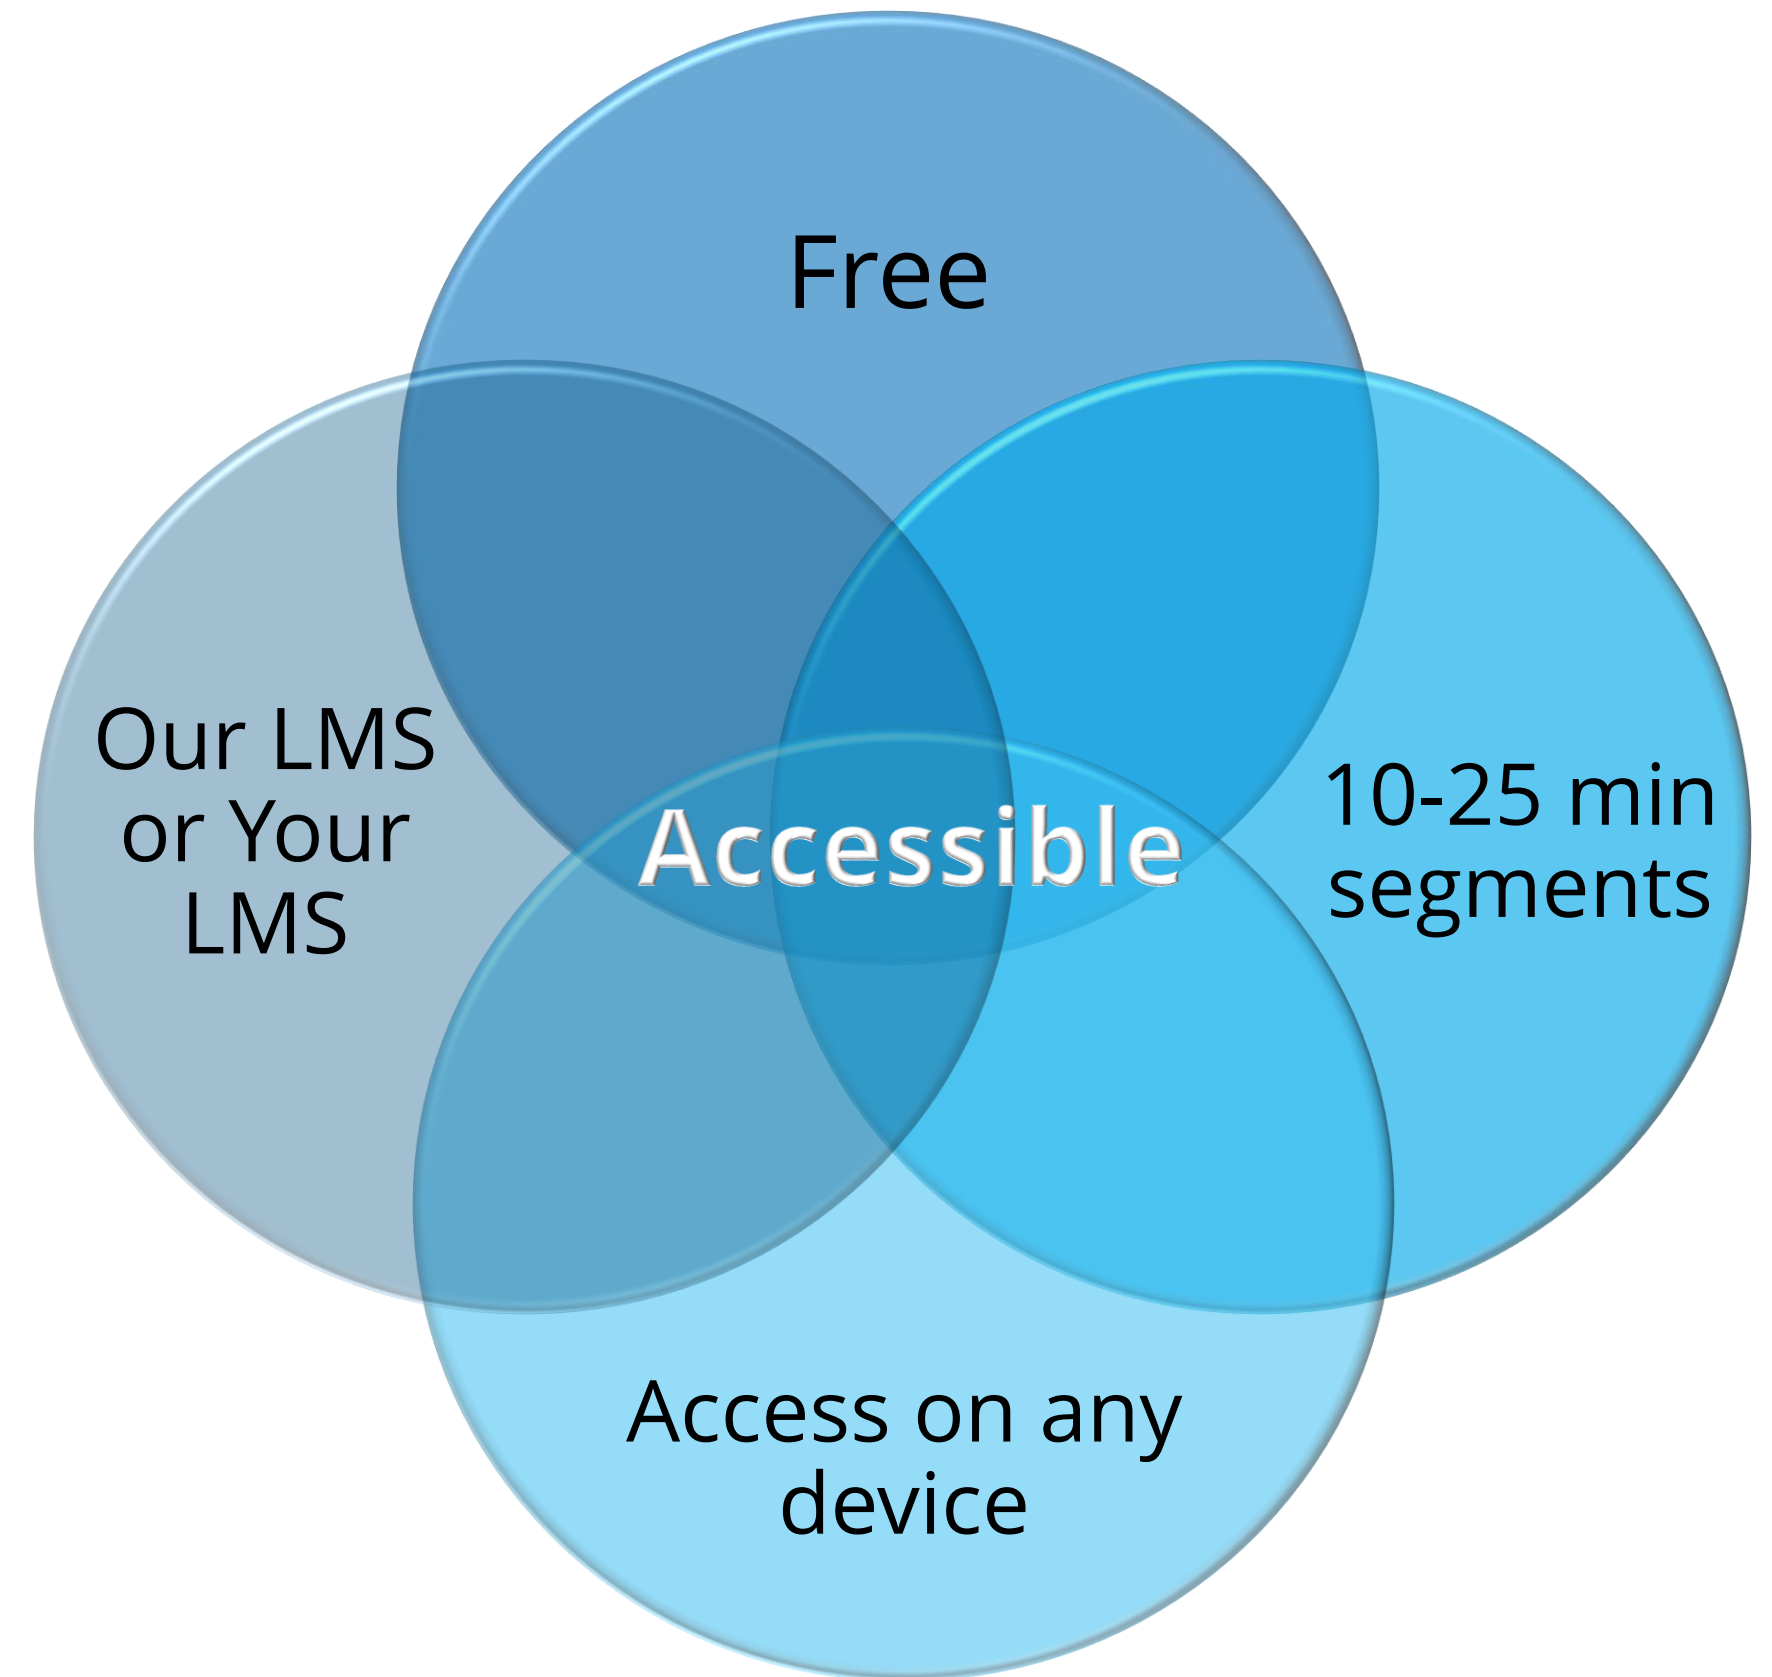 Free
Our LMS
or Your
LMS
Accessible
10-25 min
segments
Access on any
device